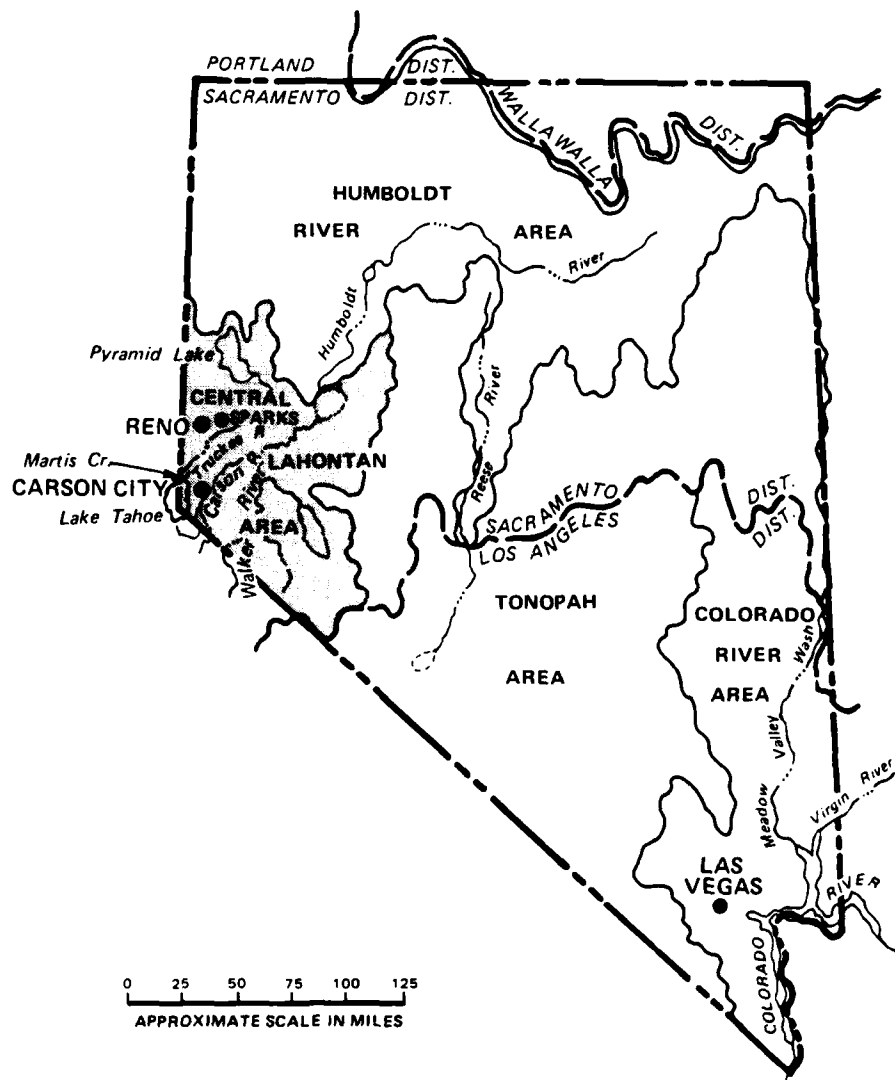 PORTLAND DIST.
SACRAMENTO DIST.
WALLA WALLA DIST.
HUMBOLDT
RIVER AREA
Humboldt River
Pyramid Lake
CENTRAL
RENO SPARKS
Truckee R.
Martis Cr.
LAHONTAN
CARSON CITY
Carson R.
Lake Tahoe
AREA
Walker River
Reese River
SACRAMENTO DIST.
LOS ANGELES DIST.
TONOPAH
AREA
COLORADO
RIVER
AREA
Meadow Valley Wash
Virgin River
LAS
VEGAS
COLORADO RIVER
0 25 50 75 100 125
APPROXIMATE SCALE IN MILES